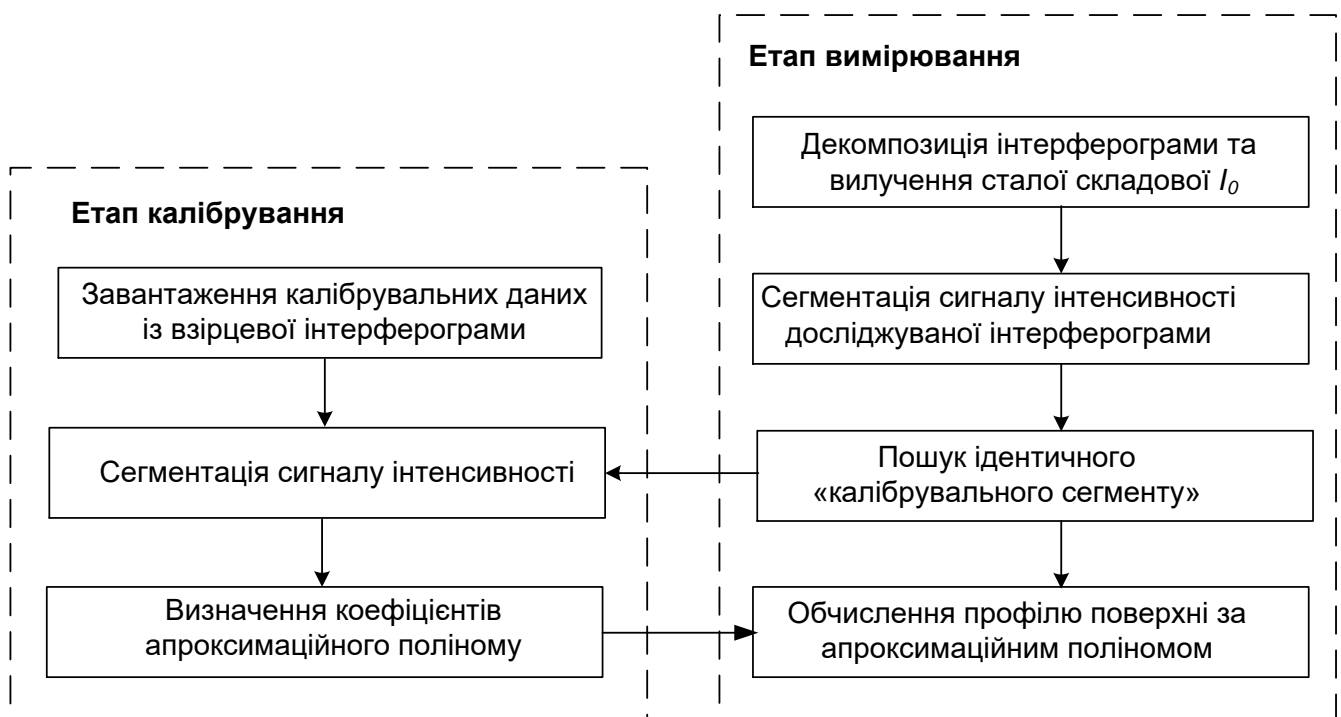 Етап калібрування
Завантаження калібрувальних даних
із взірцевої інтерферограми
Сегментація сигналу інтенсивності
Визначення коефіцієнтів
апроксимаційного поліному
Етап вимірювання
Декомпозиція інтерферограми та
вилучення сталої складової I₀
Сегментація сигналу інтенсивності
досліджуваної інтерферограми
Пошук ідентичного
«калібрувального сегменту»
Обчислення профілю поверхні за
апроксимаційним поліномом